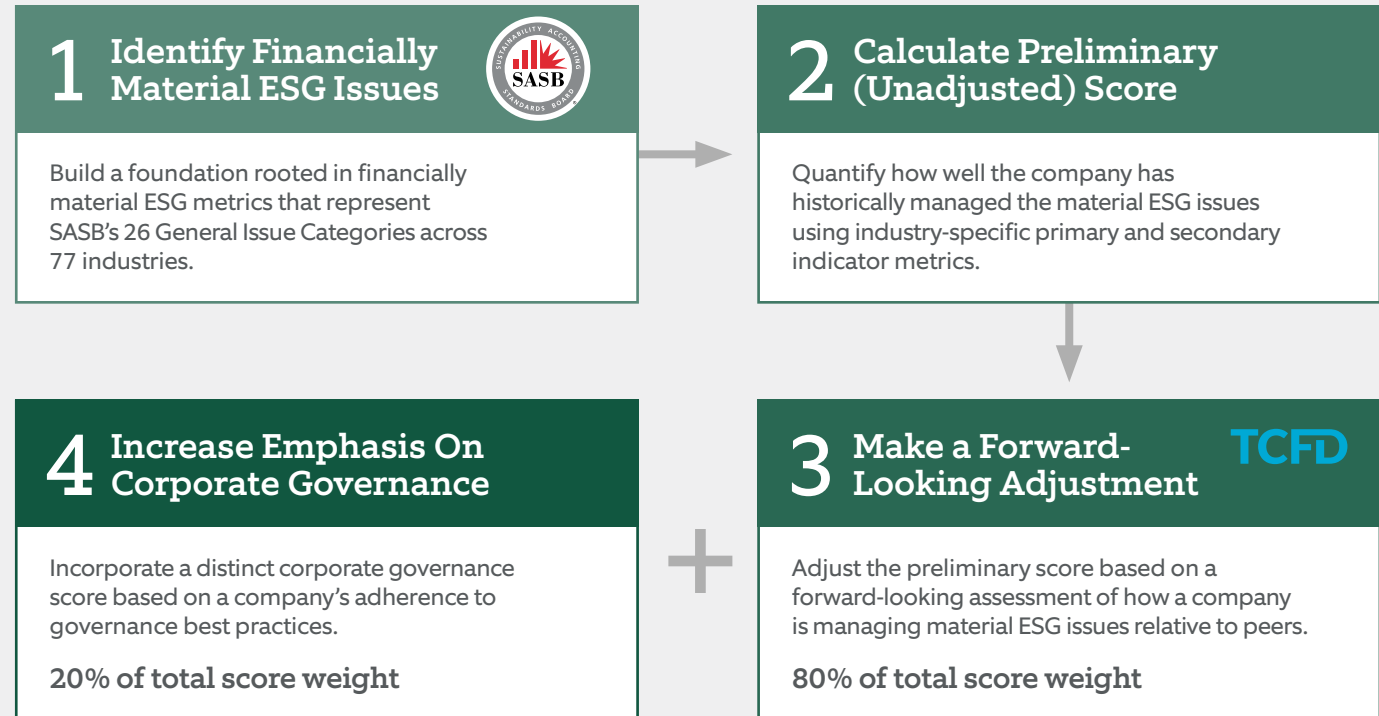 1
Identify Financially
Material ESG Issues
SUSTAINABILITY ACCOUNTING
SASB
STANDARDS BOARD
Build a foundation rooted in financially
material ESG metrics that represent
SASB’s 26 General Issue Categories across
77 industries.
2
Calculate Preliminary
(Unadjusted) Score
Quantify how well the company has
historically managed the material ESG issues
using industry-specific primary and secondary
indicator metrics.
4
Increase Emphasis On
Corporate Governance
Incorporate a distinct corporate governance
score based on a company’s adherence to
governance best practices.
20% of total score weight
+
3
Make a Forward-
Looking Adjustment
TCFD
Adjust the preliminary score based on a
forward-looking assessment of how a company
is managing material ESG issues relative to peers.
80% of total score weight